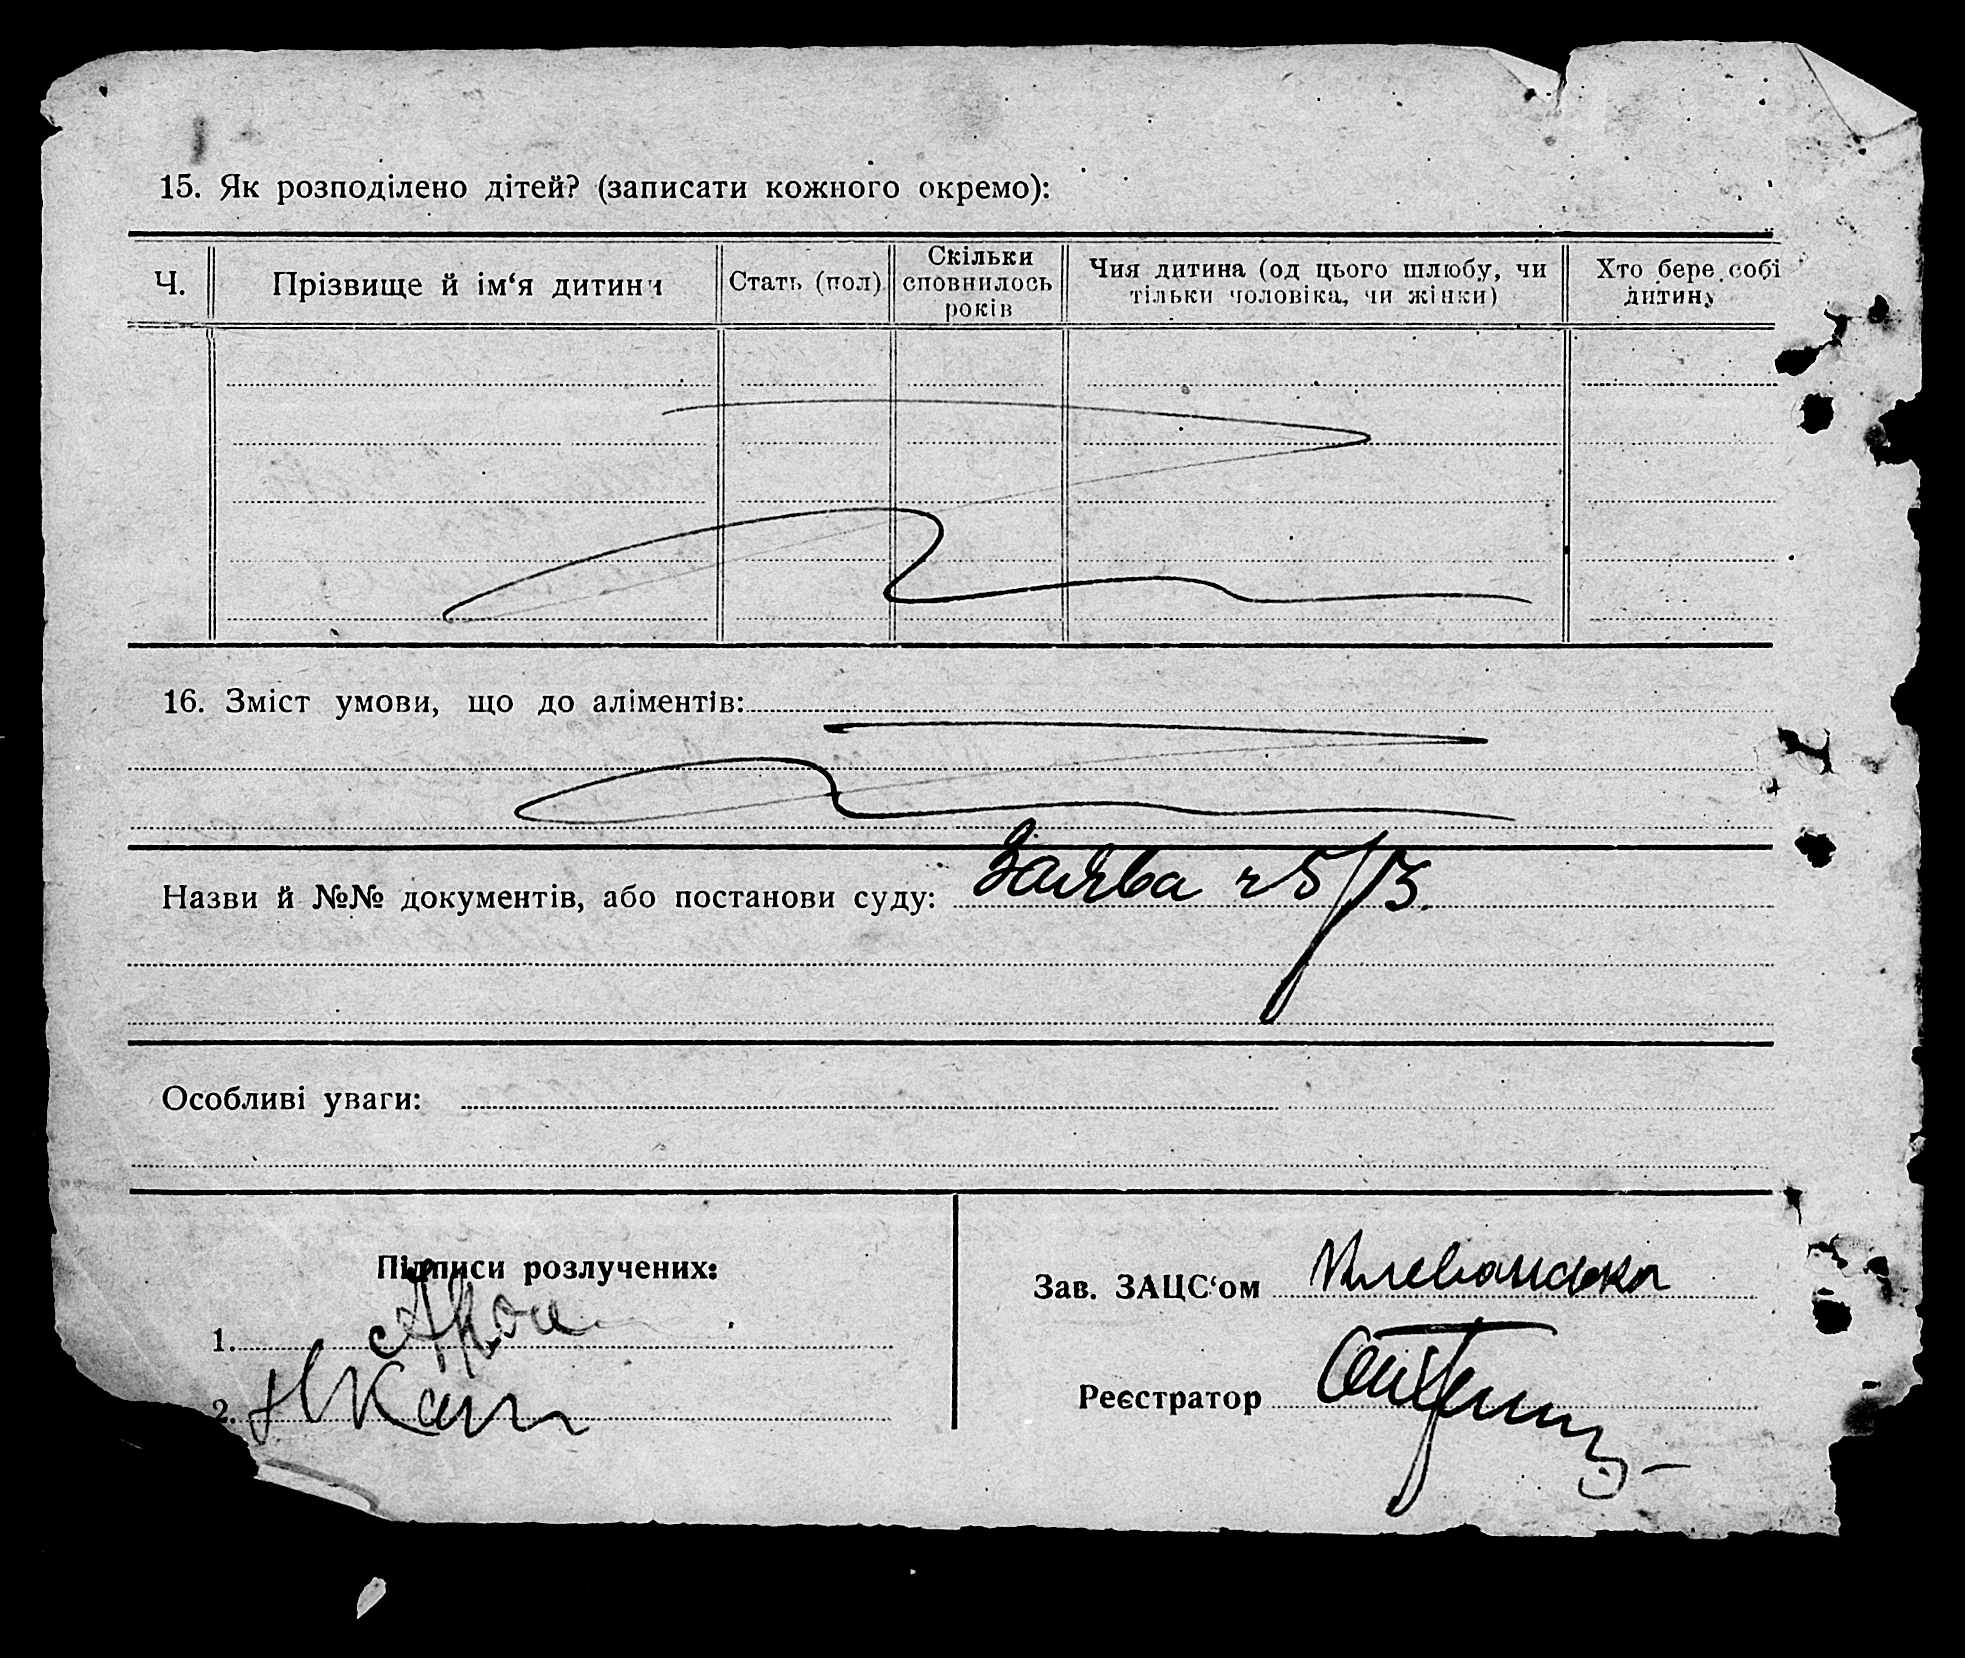 15. Як розподілено дітей? (записати кожного окремо):
Ч.
Прізвище й ім‘я дитини
Стать (пол)
Скільки
сповнилось
років
Чия дитина (од цього шлюбу, чи
тільки чоловіка, чи жінки)
Хто бере собі
дитину
16. Зміст умови, що до аліментів:
Назви й №№ документів, або постанови суду: Заява ч 5/
Особливі уваги:
Підписи розлучених:
1.
2.
Зав. ЗАЦС‘ом
Реєстратор